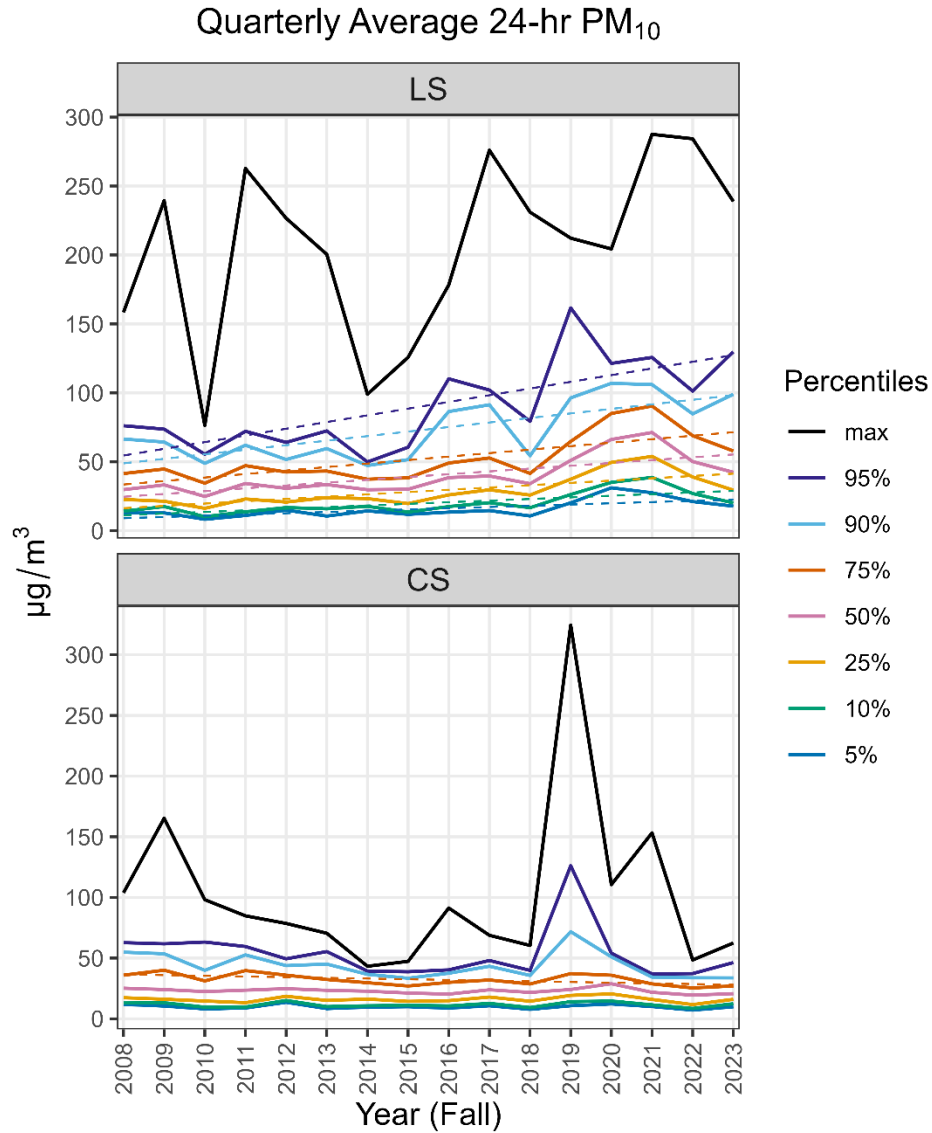 Quarterly Average 24-hr PM₁₀
LS
300
250
200
150
100
50
0
CS
300
250
200
150
100
50
0
µg/m³
2008 2009 2010 2011 2012 2013 2014 2015 2016 2017 2018 2019 2020 2021 2022 2023
Year (Fall)
Percentiles
max
95%
90%
75%
50%
25%
10%
5%